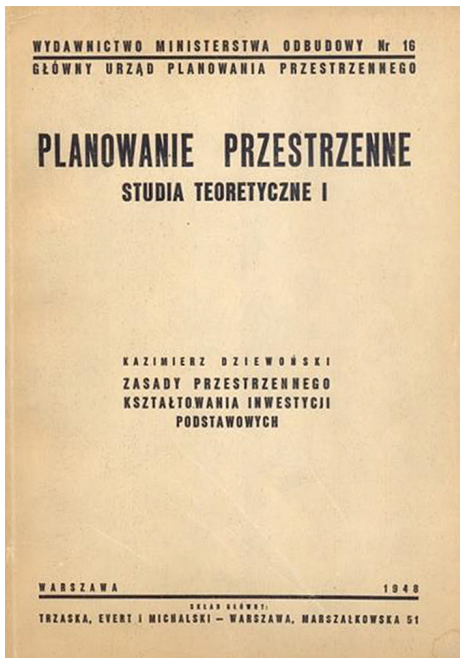 WYDAWNICTWO MINISTERSTWA ODBUDOWY Nr 16
GŁÓWNY URZĄD PLANOWANIA PRZESTRZENNEGO
PLANOWANIE PRZESTRZENNE
STUDIA TEORETYCZNE I
KAZIMIERZ DZIEWOŃSKI
ZASADY PRZESTRZENNEGO
KSZTAŁTOWANIA INWESTYCJI
PODSTAWOWYCH
WARSZAWA 1948
SKŁAD GŁÓWNY:
TRZASKA, EVERT I MICHALSKI – WARSZAWA, MARSZAŁKOWSKA 51